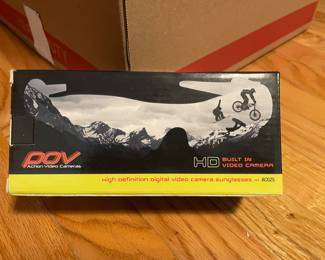 POV
Action Video Cameras
HD BUILT IN
VIDEO CAMERA
High definition digital video camera sunglasses